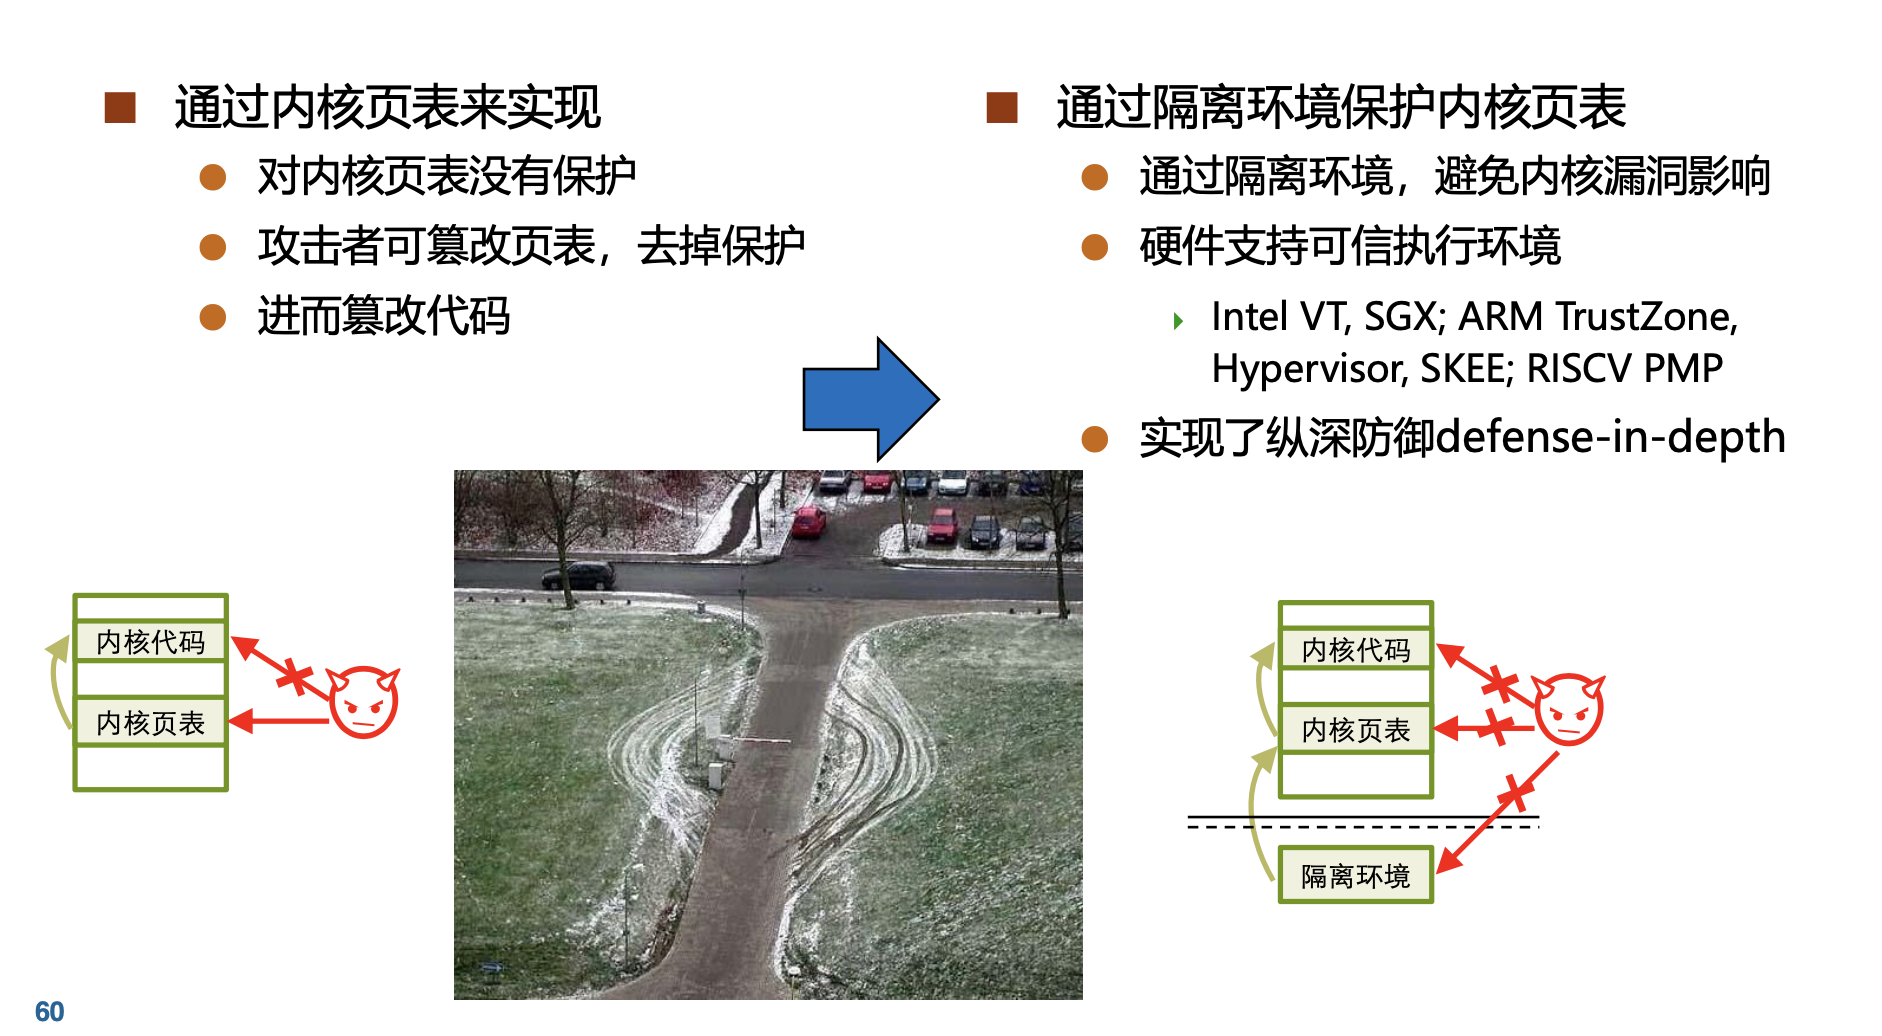 通过内核页表来实现
对内核页表没有保护
攻击者可篡改页表，去掉保护
进而篡改代码
通过隔离环境保护内核页表
通过隔离环境，避免内核漏洞影响
硬件支持可信执行环境
Intel VT, SGX; ARM TrustZone,
Hypervisor, SKEE; RISCV PMP
实现了纵深防御defense-in-depth
内核代码
内核页表
内核代码
内核页表
隔离环境
60